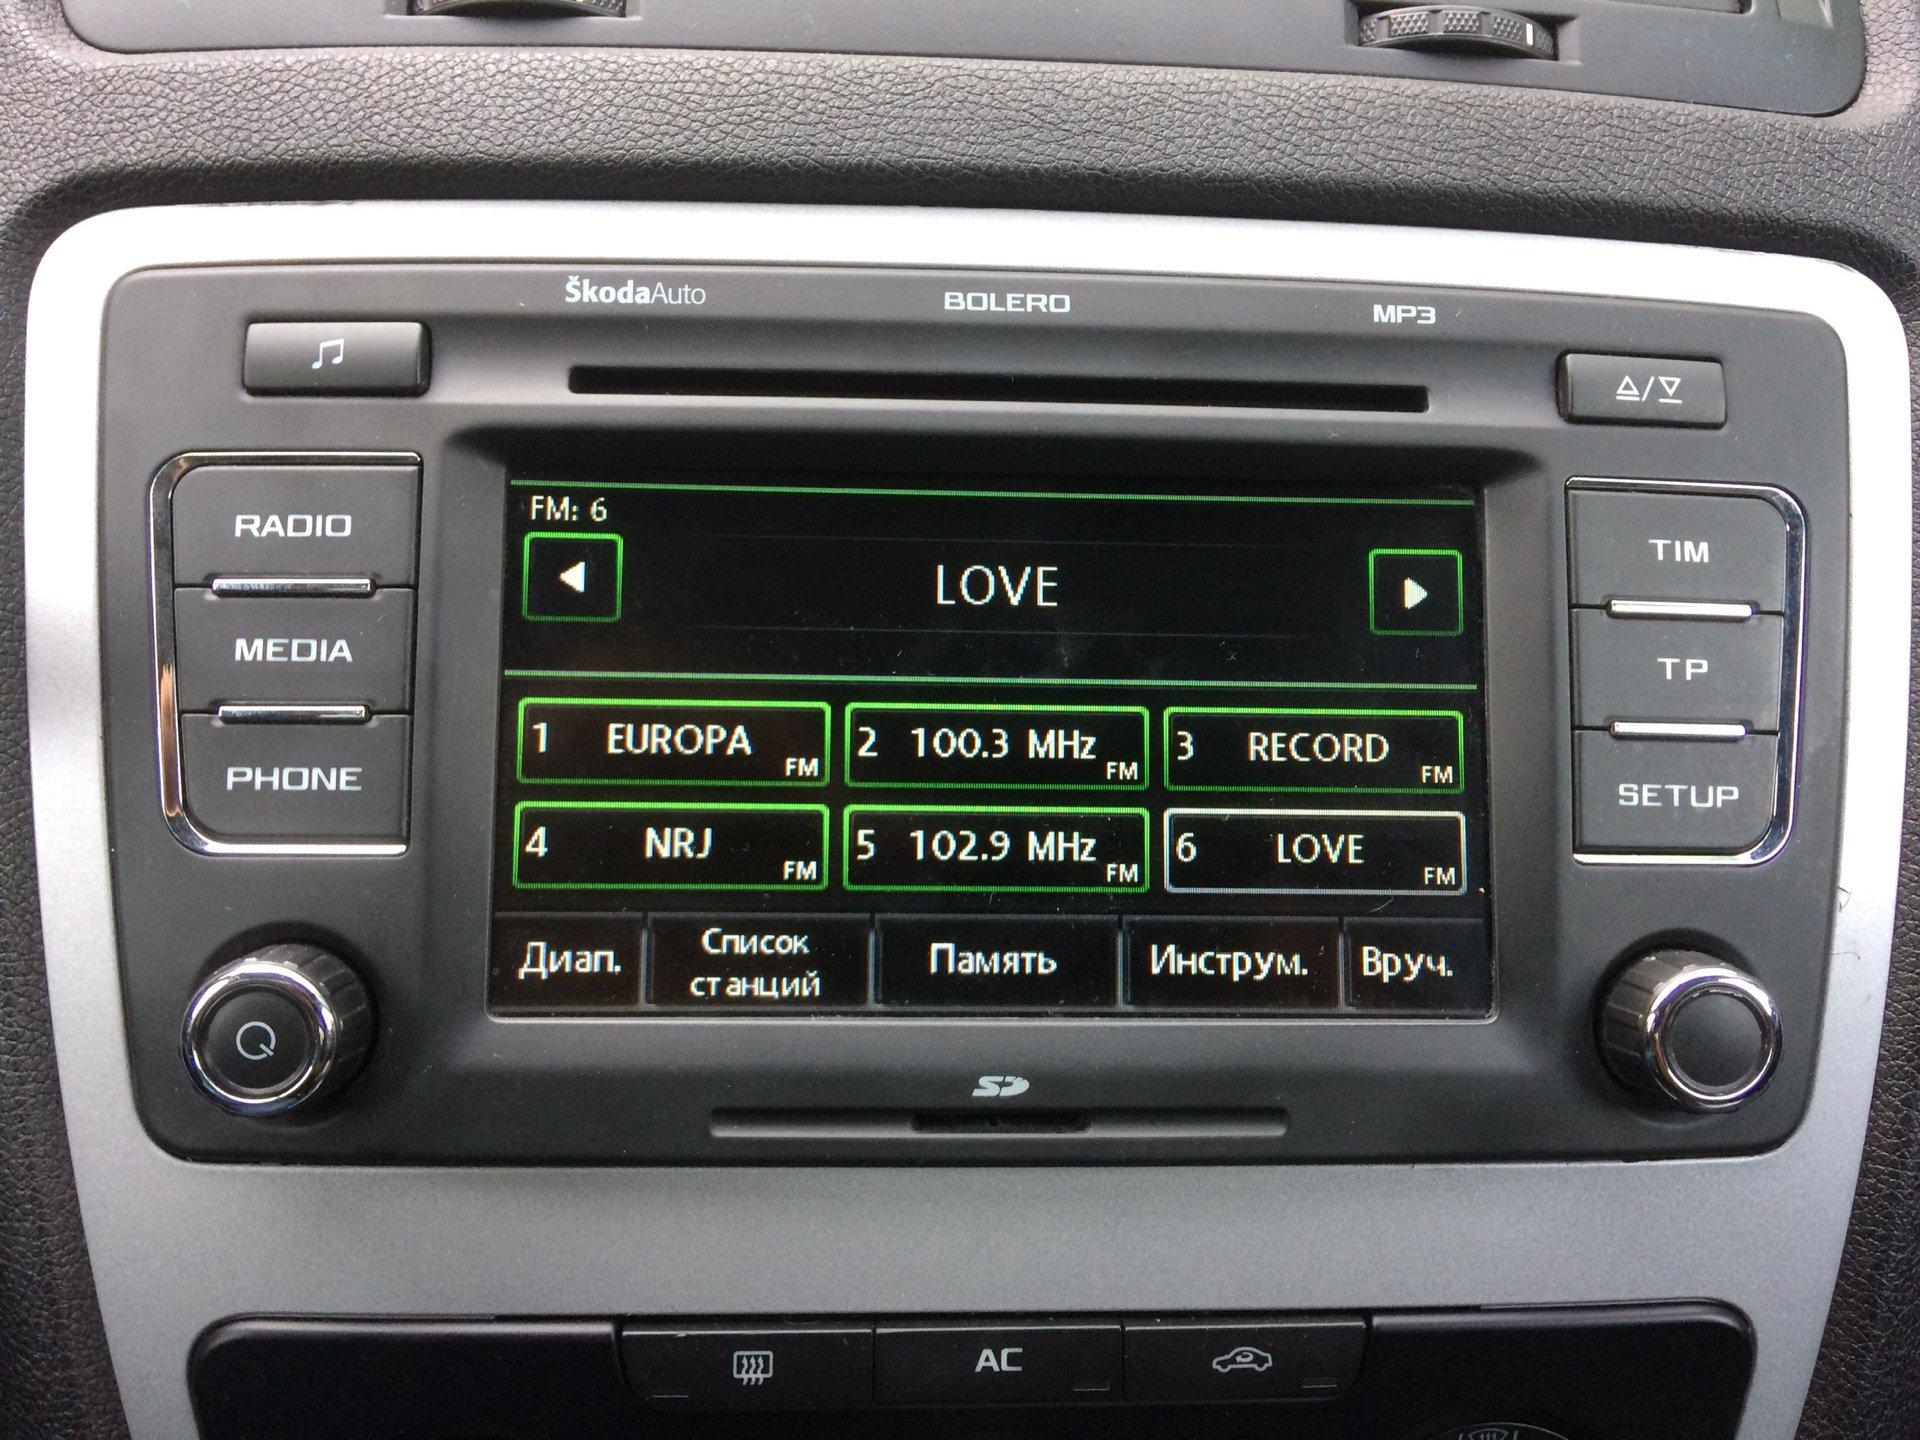 ŠkodaAuto
BOLERO
MP3
RADIO
MEDIA
PHONE
FM: 6
LOVE
1 EUROPA FM
2 100.3 MHz FM
3 RECORD FM
4 NRJ FM
5 102.9 MHz FM
6 LOVE FM
Диап.
Список
станций
Память
Инструм.
Вруч.
TIM
TP
SETUP
SD
AC